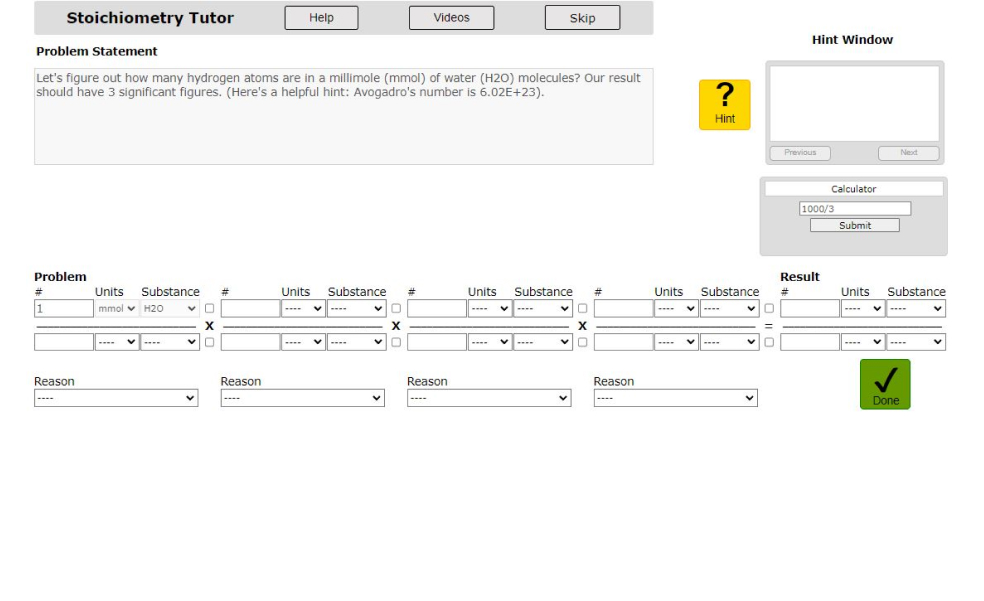 Stoichiometry Tutor Help Videos Skip
Hint Window
Problem Statement
Let's figure out how many hydrogen atoms are in a millimole (mmol) of water (H2O) molecules? Our result
should have 3 significant figures. (Here's a helpful hint: Avogadro's number is 6.02E+23).
?
Hint
Previous Next
Calculator
1000/3
Submit
Problem Result
# Units Substance # Units Substance # Units Substance # Units Substance # Units Substance
1 mmol H2O ---- ---- ---- ---- ---- ---- ---- ----
X X X =
---- ---- ---- ---- ---- ---- ---- ---- ---- ----
Reason Reason Reason Reason
---- ---- ---- ----
Done